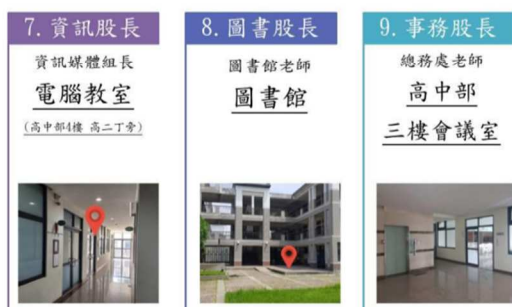 7. 資訊股長
資訊媒體組長
電腦教室
(高中部4樓 高二丁旁)
8. 圖書股長
圖書館老師
圖書館
9. 事務股長
總務處老師
高中部
三樓會議室